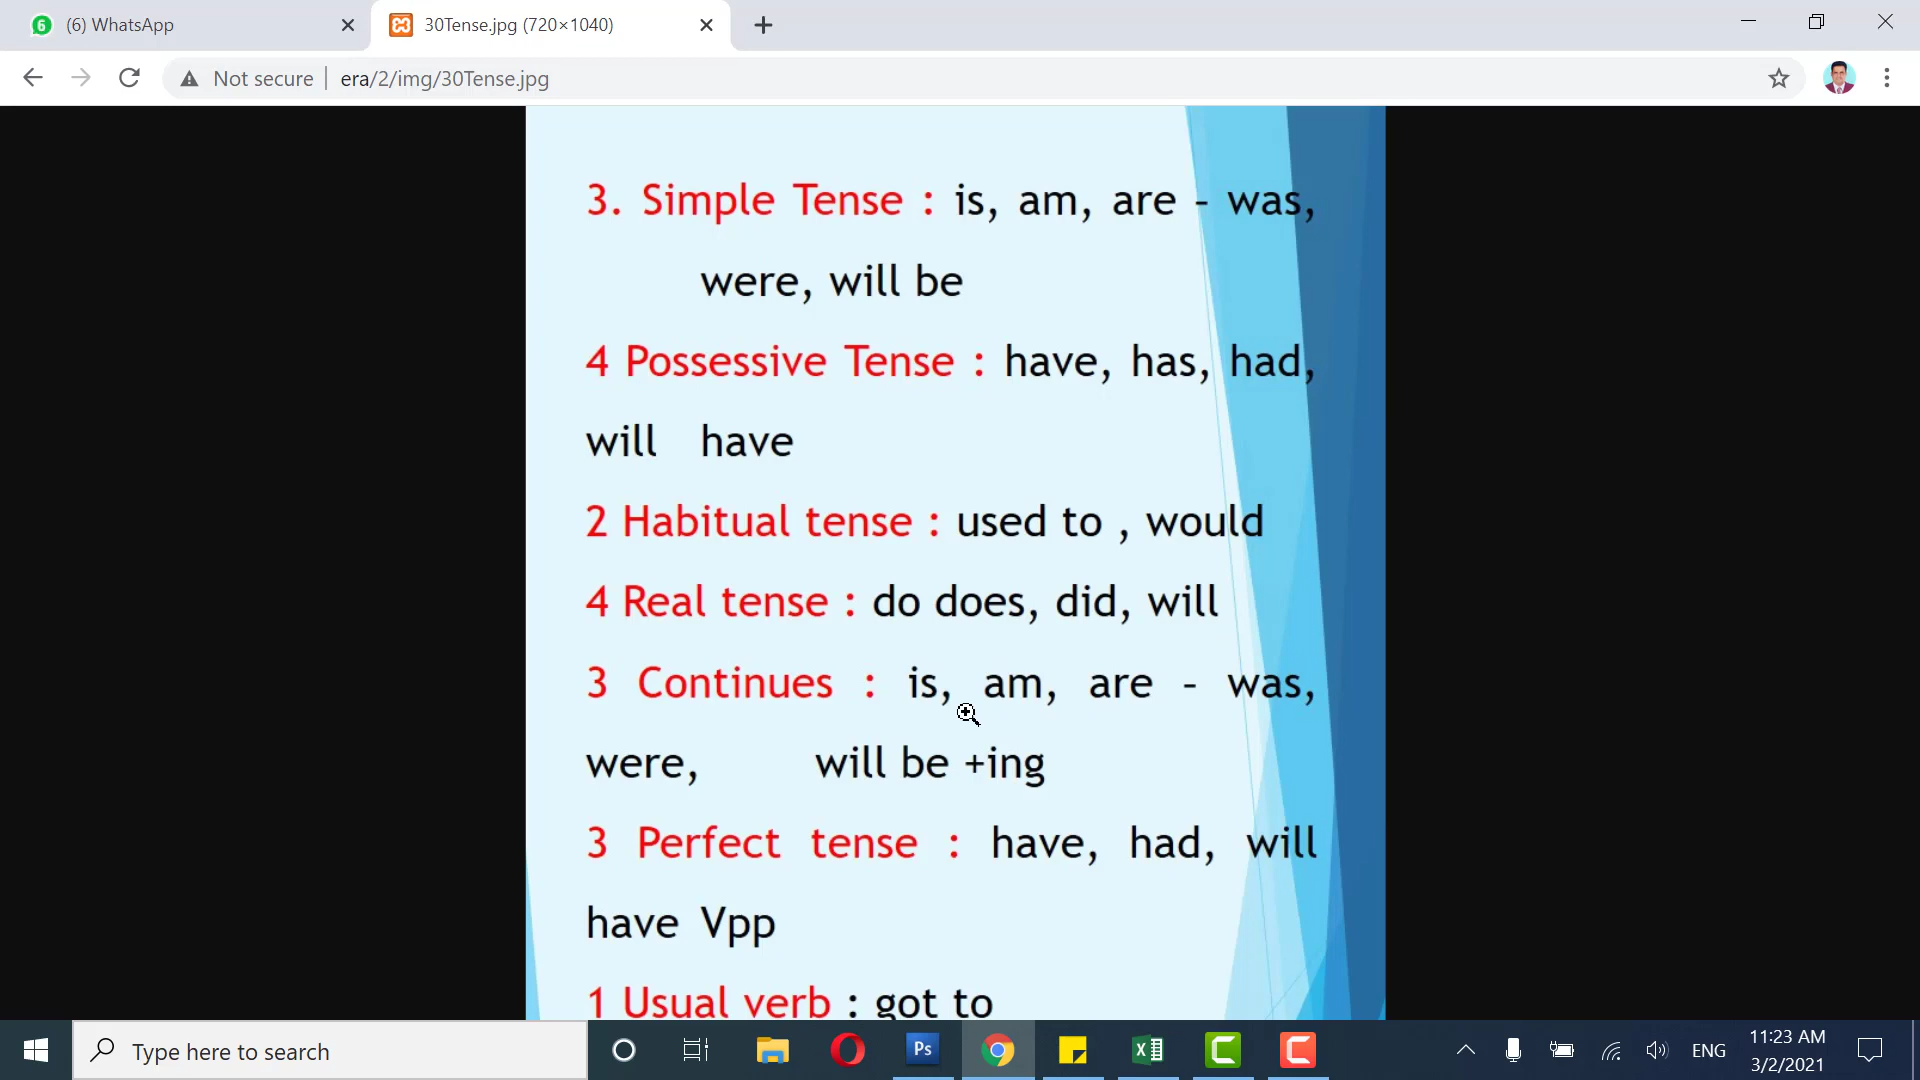 (6) WhatsApp
30Tense.jpg (720×1040)
Not secure
era/2/img/30Tense.jpg
3. Simple Tense : is, am, are - was,
were, will be
4 Possessive Tense : have, has, had,
will have
2 Habitual tense : used to , would
4 Real tense : do does, did, will
3 Continues : is, am, are - was,
were, will be +ing
3 Perfect tense : have, had, will
have Vpp
1 Usual verb : got to
Type here to search
Ps
ENG
11:23 AM
3/2/2021